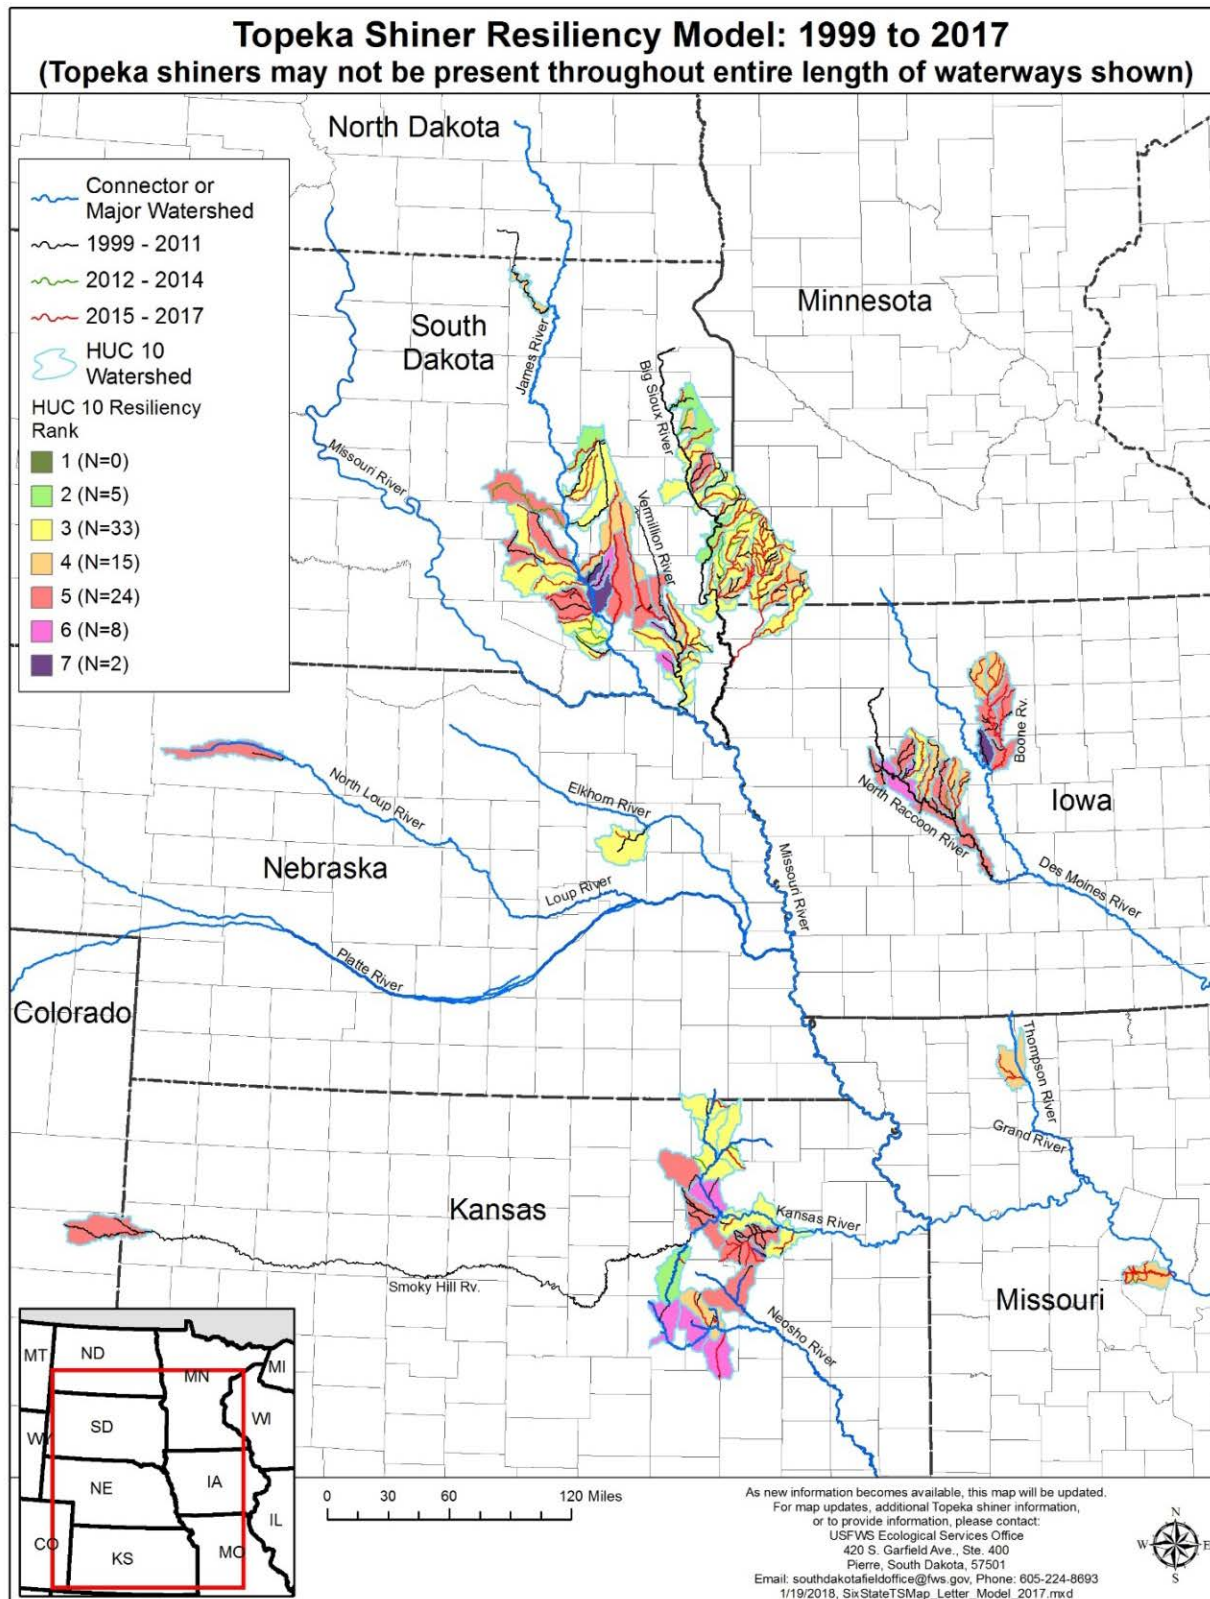 Topeka Shiner Resiliency Model: 1999 to 2017
(Topeka shiners may not be present throughout entire length of waterways shown)
North Dakota
Connector or
Major Watershed
1999 - 2011
2012 - 2014
2015 - 2017
HUC 10
Watershed
HUC 10 Resiliency
Rank
1 (N=0)
2 (N=5)
3 (N=33)
4 (N=15)
5 (N=24)
6 (N=8)
7 (N=2)
Minnesota
South
Dakota
James River
Big Sioux River
Missouri River
Vermillion River
Boone Rv.
North Loup River
Elkhorn River
North Raccoon River
Iowa
Nebraska
Missouri River
Loup River
Des Moines River
Platte River
Colorado
Thompson River
Grand River
Kansas
Kansas River
Smoky Hill Rv.
Neosho River
Missouri
MT
ND
MN
MI
SD
WI
WY
NE
IA
IL
CO
KS
MO
0 30 60 120 Miles
As new information becomes available, this map will be updated.
For map updates, additional Topeka shiner information,
or to provide information, please contact:
USFWS Ecological Services Office
420 S. Garfield Ave., Ste. 400
Pierre, South Dakota, 57501
Email: southdakotafieldoffice@fws.gov, Phone: 605-224-8693
1/19/2018, SixStateTSMap_Letter_Model_2017.mxd
N
W E
S